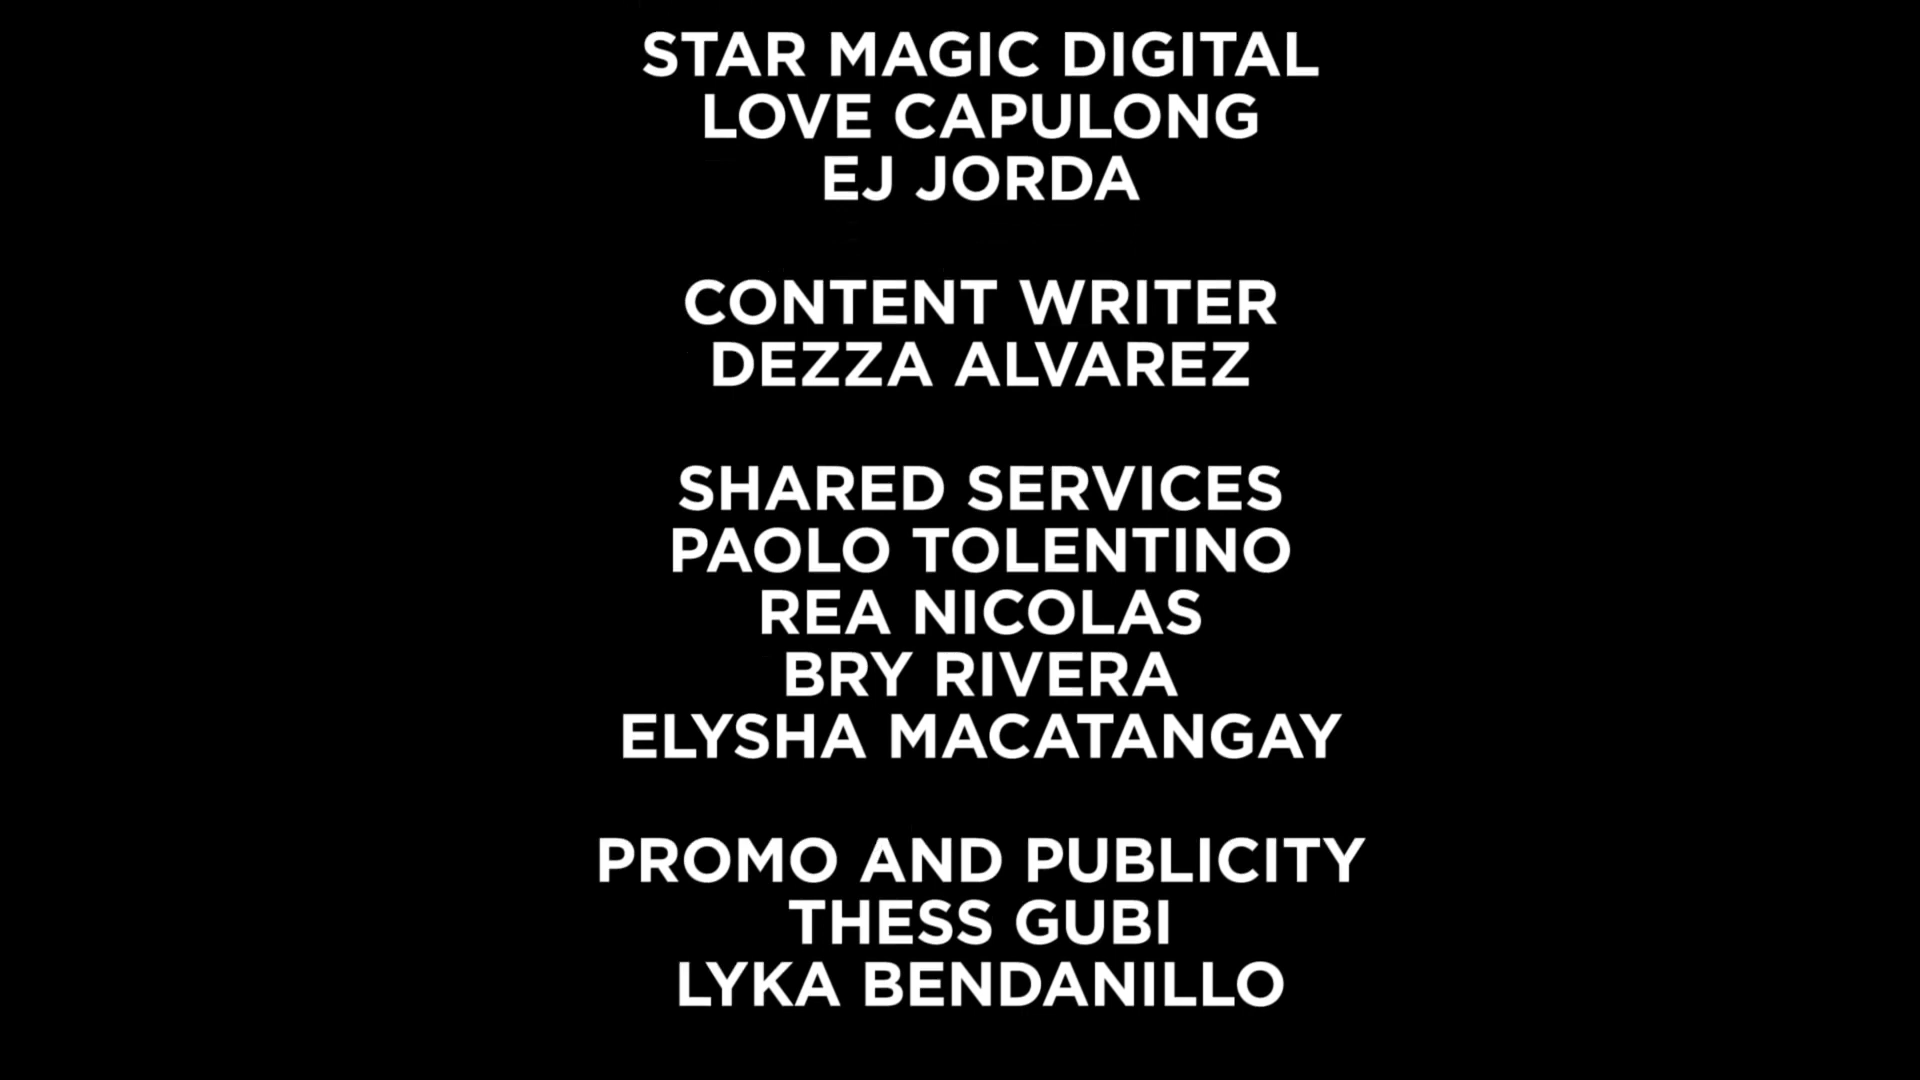 STAR MAGIC DIGITAL
LOVE CAPULONG
EJ JORDA
CONTENT WRITER
DEZZA ALVAREZ
SHARED SERVICES
PAOLO TOLENTINO
REA NICOLAS
BRY RIVERA
ELYSHA MACATANGAY
PROMO AND PUBLICITY
THESS GUBI
LYKA BENDANILLO